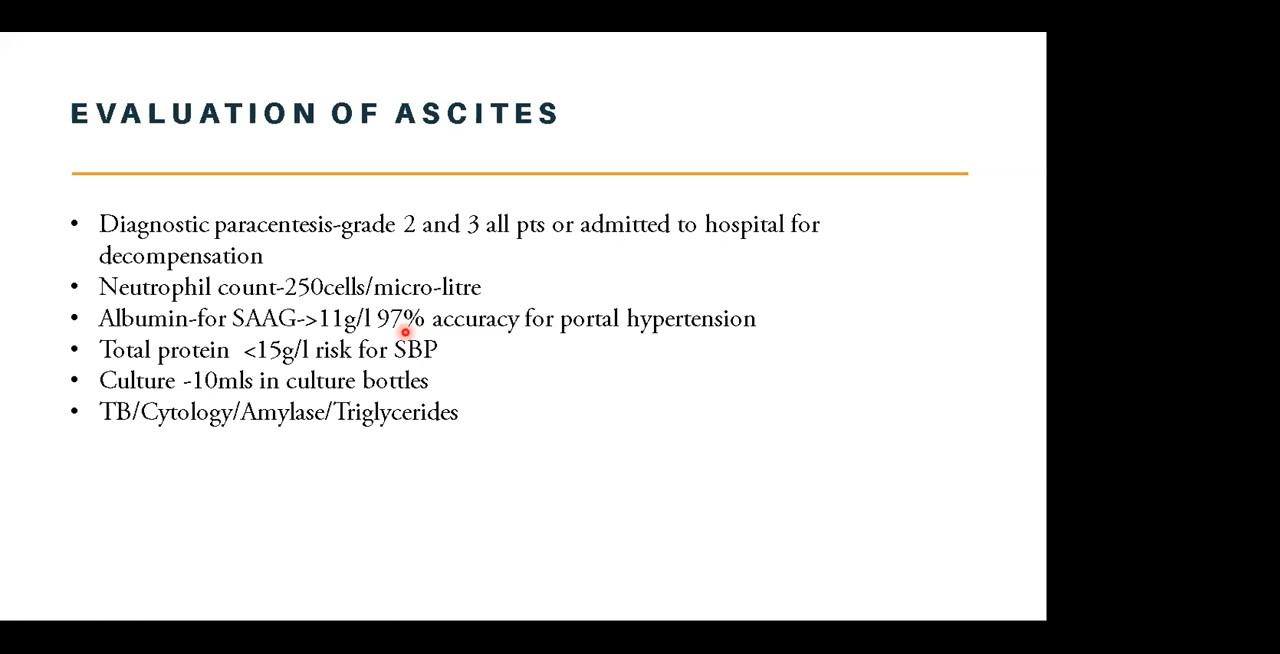 EVALUATION OF ASCITES
• Diagnostic paracentesis-grade 2 and 3 all pts or admitted to hospital for
decompensation
• Neutrophil count-250cells/micro-litre
• Albumin-for SAAG->11g/l 97% accuracy for portal hypertension
• Total protein  <15g/l risk for SBP
• Culture -10mls in culture bottles
• TB/Cytology/Amylase/Triglycerides